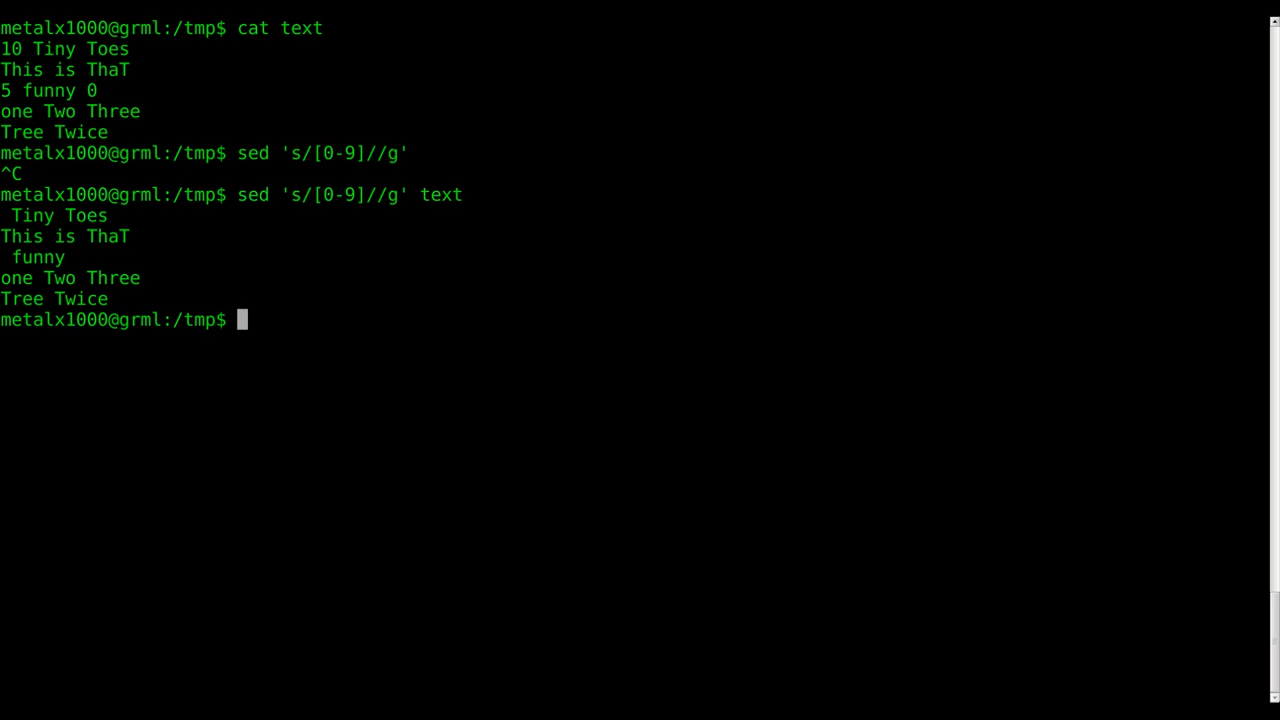 metalx1000@grml:/tmp$ cat text
10 Tiny Toes
This is ThaT
5 funny 0
one Two Three
Tree Twice
metalx1000@grml:/tmp$ sed 's/[0-9]//g'
^C
metalx1000@grml:/tmp$ sed 's/[0-9]//g' text
 Tiny Toes
This is ThaT
 funny
one Two Three
Tree Twice
metalx1000@grml:/tmp$